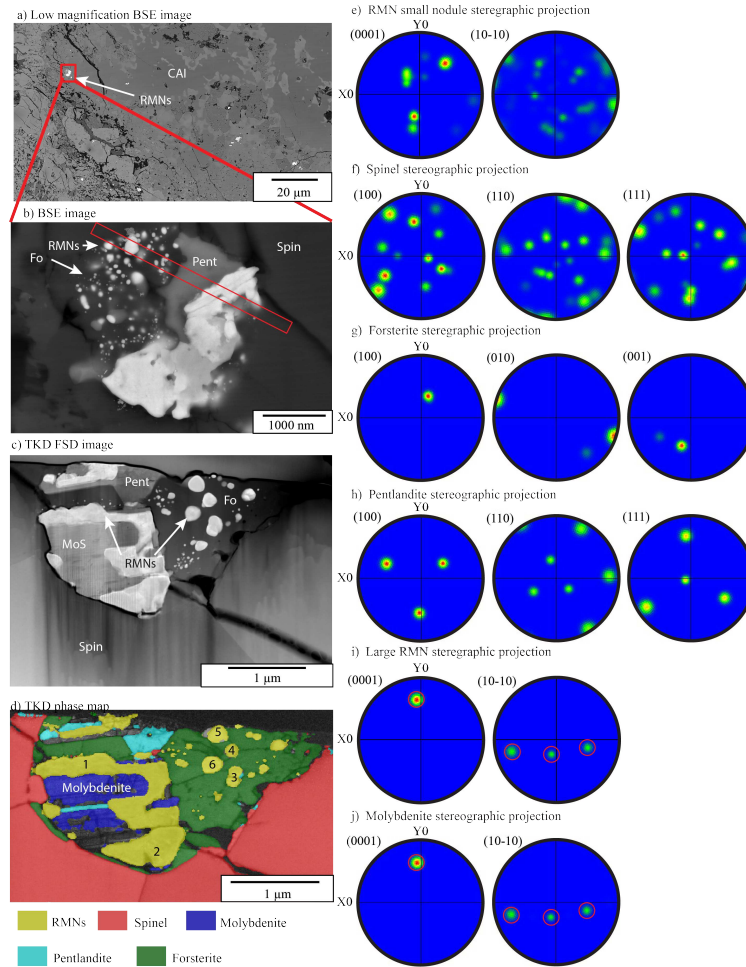 a) Low magnification BSE image
CAI
RMNs
20 µm
b) BSE image
RMNs
Fo
Pent
Spin
1000 nm
c) TKD FSD image
Pent
Fo
MoS
RMNs
Spin
1 µm
d) TKD phase map
5
4
1
6
3
Molybdenite
2
1 µm
RMNs
Spinel
Molybdenite
Pentlandite
Forsterite
e) RMN small nodule stereographic projection
Y0
(0001)
(10-10)
X0
f) Spinel stereographic projection
Y0
(100)
(110)
(111)
X0
g) Forsterite stereographic projection
Y0
(100)
(010)
(001)
X0
h) Pentlandite stereographic projection
Y0
(100)
(110)
(111)
X0
i) Large RMN steregraphic projection
Y0
(0001)
(10-10)
X0
j) Molybdenite stereographic projection
Y0
(0001)
(10-10)
X0